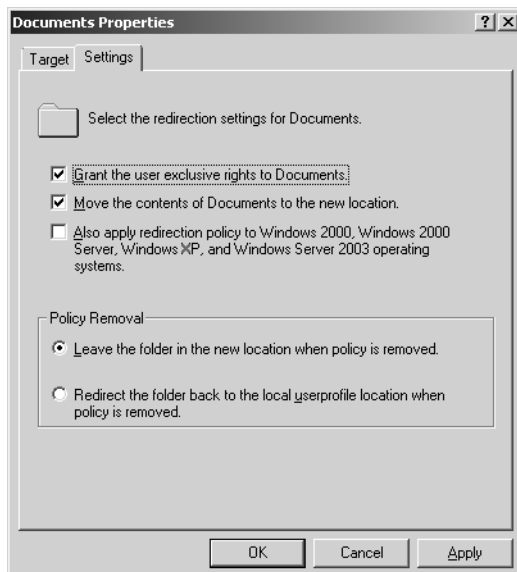 Documents Properties
Target
Settings
Select the redirection settings for Documents.
Grant the user exclusive rights to Documents.
Move the contents of Documents to the new location.
Also apply redirection policy to Windows 2000, Windows 2000
Server, Windows XP, and Windows Server 2003 operating
systems.
Policy Removal
Leave the folder in the new location when policy is removed.
Redirect the folder back to the local userprofile location when
policy is removed.
OK
Cancel
Apply